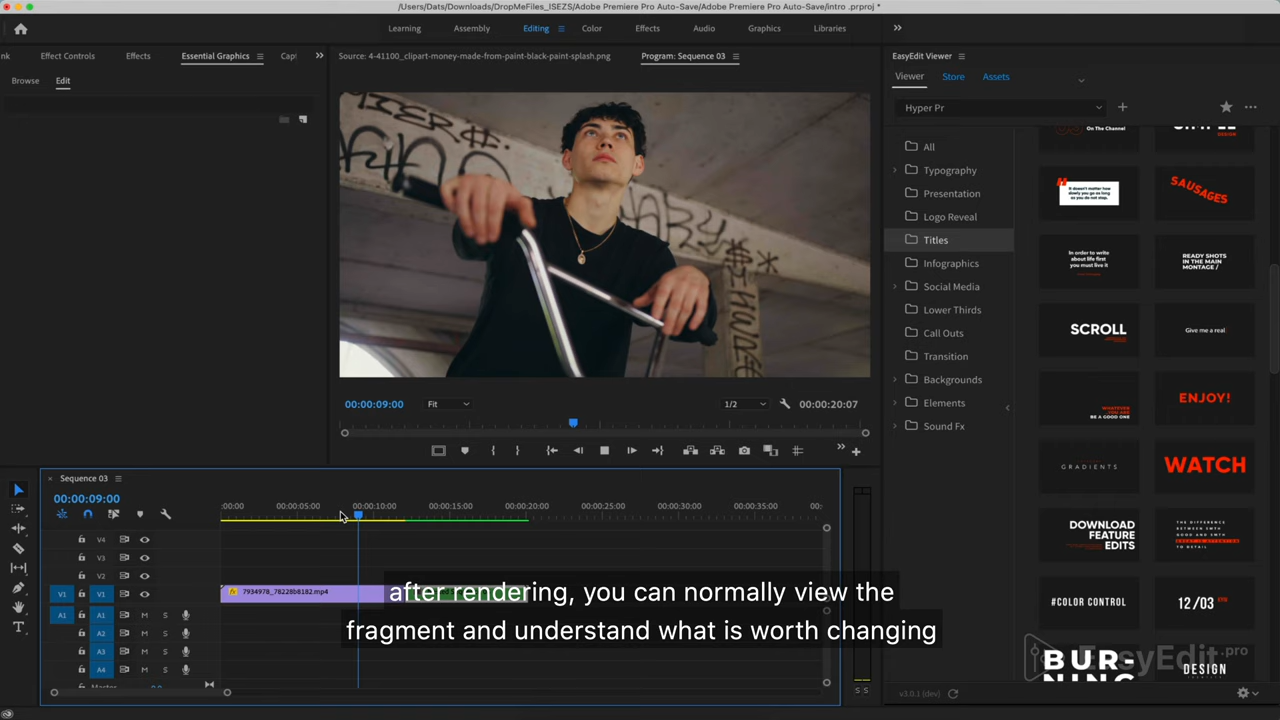 /Users/Dats/Downloads/DropMeFiles_ISEZS/Adobe Premiere Pro Auto-Save/Adobe Premiere Pro Auto-Save/intro .prproj *
Learning
Assembly
Editing
Color
Effects
Audio
Graphics
Libraries
nk
Effect Controls
Effects
Essential Graphics
Cap
Source: 4-41100_clipart-money-made-from-paint-black-paint-splash.png
Program: Sequence 03
EasyEdit Viewer
Browse
Edit
Viewer
Store
Assets
Hyper Pr
All
Typography
Presentation
Logo Reveal
Titles
Infographics
Social Media
Lower Thirds
Call Outs
Transition
Backgrounds
Elements
Sound Fx
On The Channel
DESIGN
It doesn't matter how
slowly you go as long
as you do not stop.
SAUSAGES
In order to write
about life first
you must live it
READY SHOTS
IN THE MAIN
MONTAGE /
SCROLL
Give me a real
WHATEVER
YOU ARE
BE A GOOD ONE
ENJOY!
GRADIENTS
WATCH
DOWNLOAD
FEATURE
EDITS
THE DIFFERENCE
BETWEEN SMTH
GOOD AND SMTH
GREAT IS ATTENTION
TO DETAIL
#COLOR CONTROL
12/03
BUR-
NING
DESIGN
EasyEdit.pro
v3.0.1 (dev)
00:00:09:00
Fit
1/2
00:00:20:07
Sequence 03
00:00:09:00
:00:00
00:00:05:00
00:00:10:00
00:00:15:00
00:00:20:00
00:00:25:00
00:00:30:00
00:00:35:00
00:
V4
V3
V2
V1
V1
7934978_78228b8182.mp4
A1
A1
M
S
A2
M
S
A3
M
S
A4
M
S
Master
0.0
S
S
after rendering, you can normally view the
fragment and understand what is worth changing